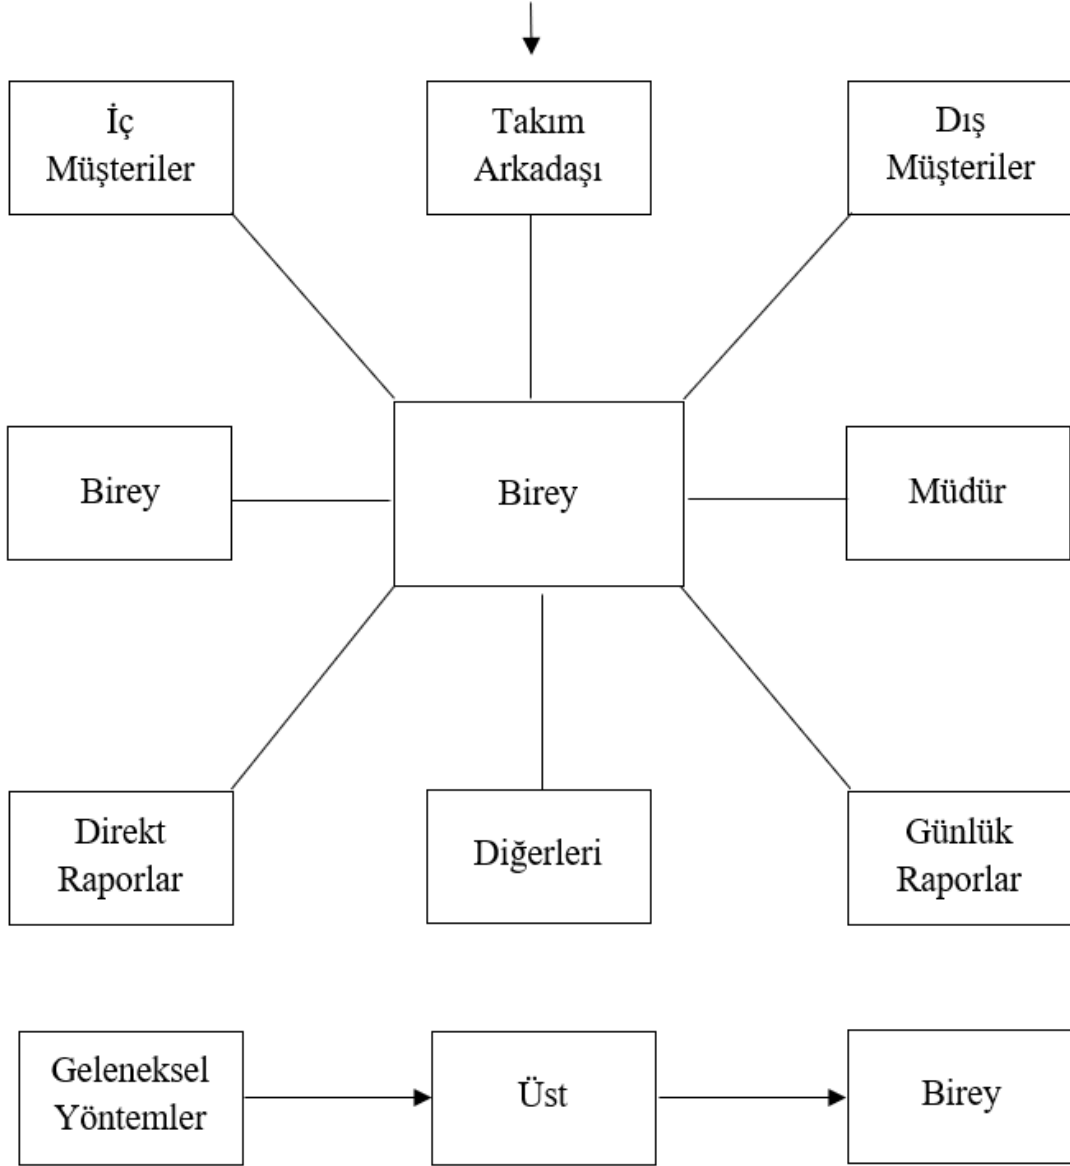 İç
Müşteriler
Takım
Arkadaşı
Dış
Müşteriler
Birey
Birey
Müdür
Direkt
Raporlar
Diğerleri
Günlük
Raporlar
Geleneksel
Yöntemler
Üst
Birey